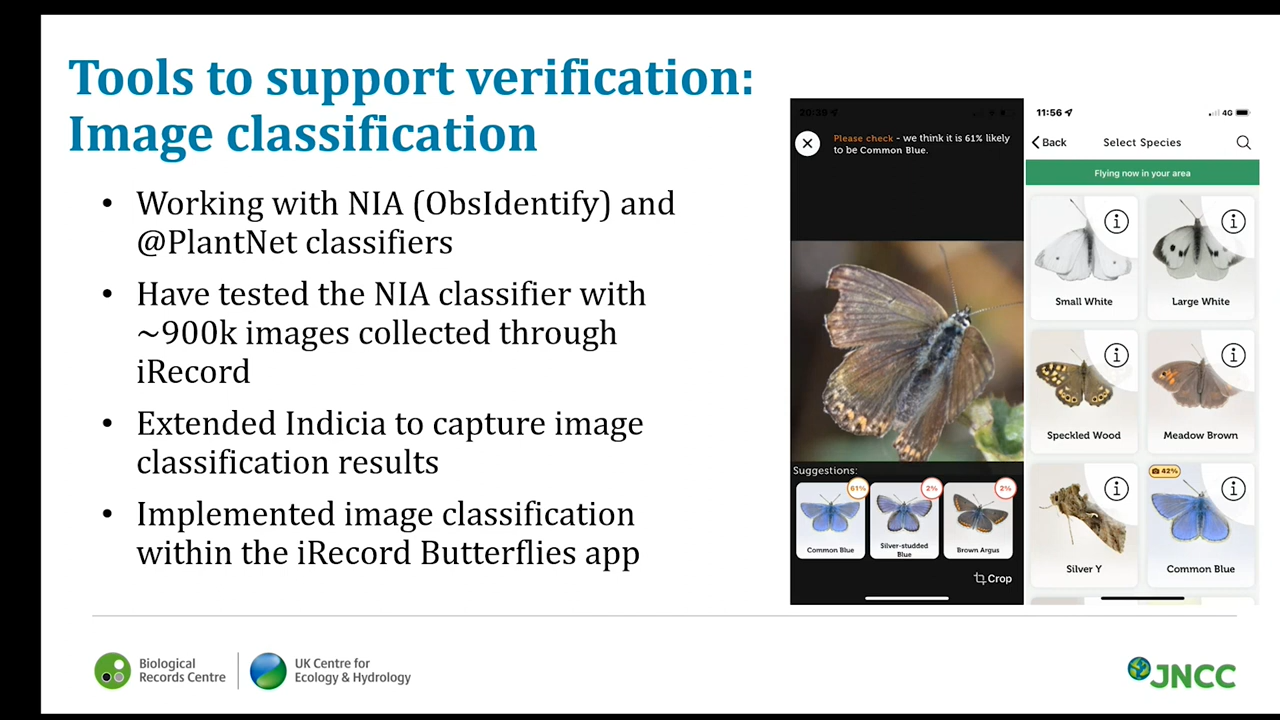 Tools to support verification:
Image classification
• Working with NIA (ObsIdentify) and
@PlantNet classifiers
• Have tested the NIA classifier with
~900k images collected through
iRecord
• Extended Indicia to capture image
classification results
• Implemented image classification
within the iRecord Butterflies app
20:39
Please check - we think it is 61% likely
to be Common Blue.
Suggestions:
61%
2%
2%
Common Blue
Silver-studded
Blue
Brown Argus
Crop
11:56
4G
Back
Select Species
Flying now in your area
Small White
Large White
Speckled Wood
Meadow Brown
42%
Silver Y
Common Blue
Biological
Records Centre
UK Centre for
Ecology & Hydrology
JNCC